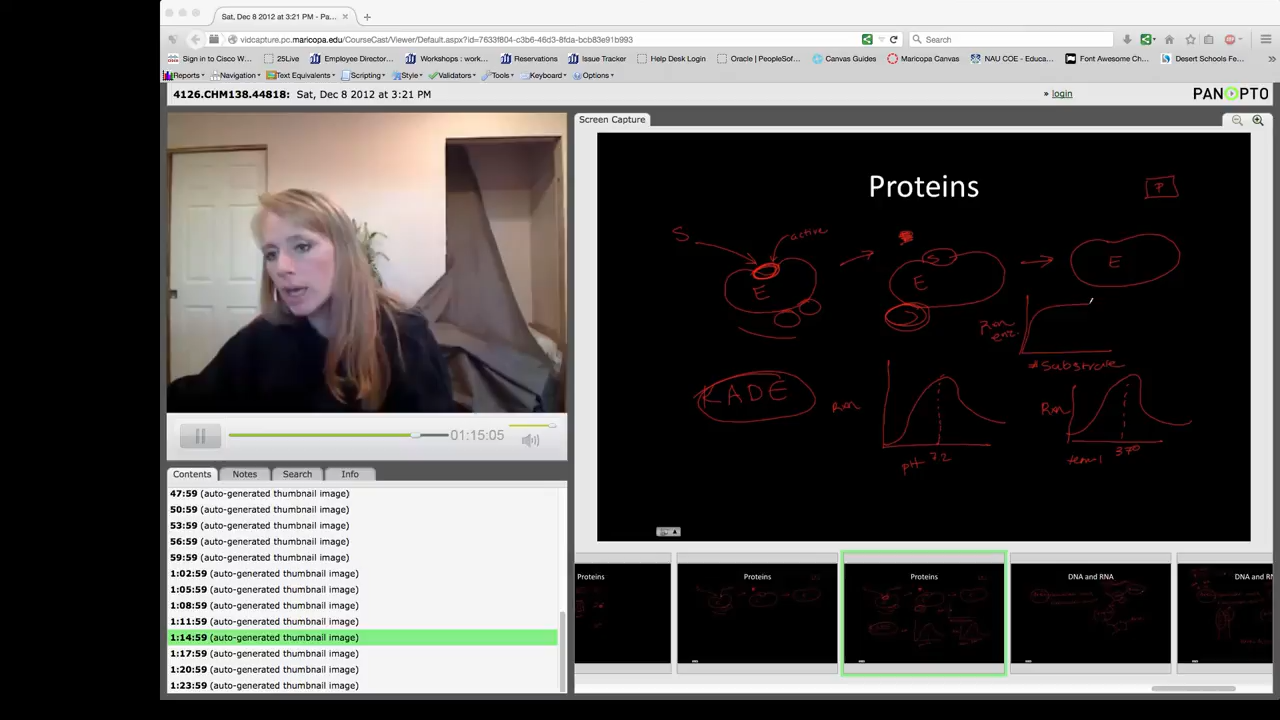 Sat, Dec 8 2012 at 3:21 PM - Pa...
vidcapture.pc.maricopa.edu/CourseCast/Viewer/Default.aspx?id=7633f804-c3b6-46d3-8fda-bcb83e91b993
Search
Sign in to Cisco W... 25Live Employee Director... Workshops : work... Reservations Issue Tracker Help Desk Login Oracle | PeopleSof... Canvas Guides Maricopa Canvas NAU COE - Educa... Font Awesome Ch... Desert Schools Fe...
Reports Navigation Text Equivalents Scripting Style Validators Tools Keyboard Options
4126.CHM138.44818: Sat, Dec 8 2012 at 3:21 PM
» login
PANOPTO
Screen Capture
Proteins
P
S
active
E
S
E
E
Rxn
enz.
*Substrate
KADE
Rxn
pH 7.2
Rxn
37°
1:15:05
Contents Notes Search Info
47:59 (auto-generated thumbnail image)
50:59 (auto-generated thumbnail image)
53:59 (auto-generated thumbnail image)
56:59 (auto-generated thumbnail image)
59:59 (auto-generated thumbnail image)
1:02:59 (auto-generated thumbnail image)
1:05:59 (auto-generated thumbnail image)
1:08:59 (auto-generated thumbnail image)
1:11:59 (auto-generated thumbnail image)
1:14:59 (auto-generated thumbnail image)
1:17:59 (auto-generated thumbnail image)
1:20:59 (auto-generated thumbnail image)
1:23:59 (auto-generated thumbnail image)
Proteins
Proteins
Proteins
DNA and RNA
DNA and RN